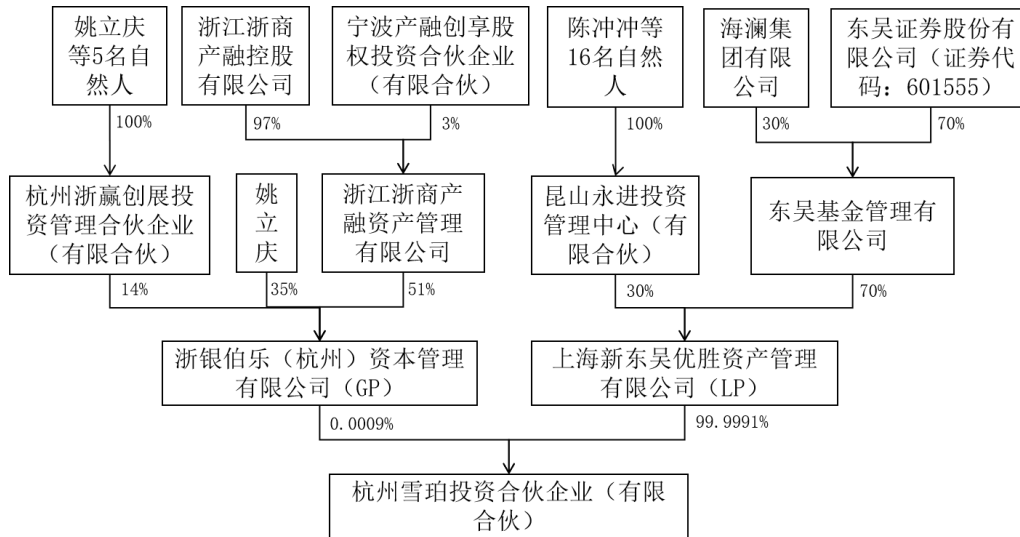 姚立庆
等5名自
然人
浙江浙商
产融控股
有限公司
宁波产融创享股
权投资合伙企业
（有限合伙）
陈冲冲等
16名自然
人
海澜集
团有限
公司
东吴证券股份有
限公司（证券代
码：601555）
100%
97%
3%
100%
30%
70%
杭州浙赢创展投
资管理合伙企业
（有限合伙）
姚
立
庆
浙江浙商产
融资产管理
有限公司
昆山永进投资
管理中心（有
限合伙）
东吴基金管理有
限公司
14%
35%
51%
30%
70%
浙银伯乐（杭州）资本管理
有限公司（GP）
上海新东吴优胜资产管理
有限公司（LP）
0.0009%
99.9991%
杭州雪珀投资合伙企业（有限
合伙）